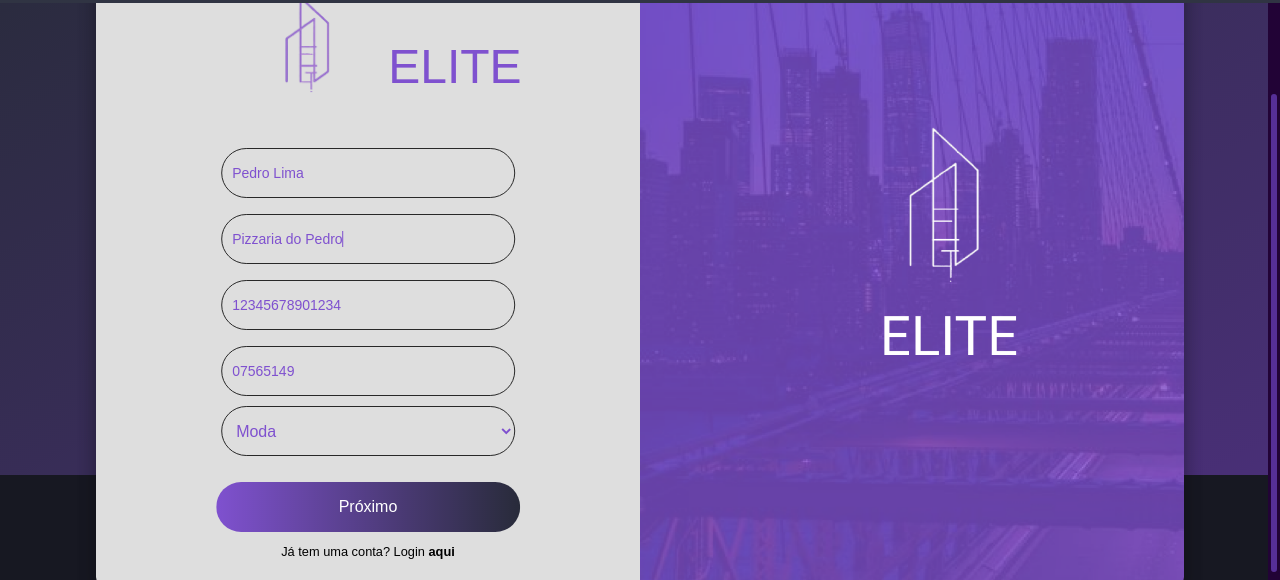 ELITE
Pedro Lima
Pizzaria do Pedro
12345678901234
07565149
Moda
Próximo
Já tem uma conta? Login aqui
ELITE